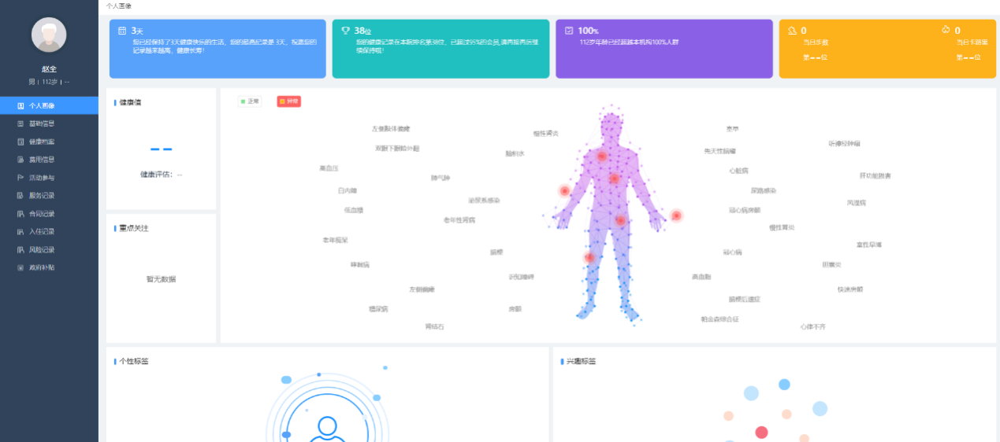 个人画像
赵全
男 | 112岁 | --
个人画像
基础信息
健康档案
费用信息
活动参与
服务记录
合同记录
入住记录
风险记录
政府补贴
3天
您已经保持了3天健康快乐的生活，您的最高纪录是 3天，祝愿您的
记录越来越高，健康长寿！
38位
您的健康记录在本院排名第38位，已超过95%的会员,请再接再厉继
续保持哦！
100%
112岁年龄已经超越本机构100%人群
0
当日步数
第--位
0
当日卡路里
第--位
健康值
--
健康评估： --
重点关注
暂无数据
正常
异常
左侧肢体偏瘫
慢性肾炎
双眼下眼睑外翻
脑积水
高血压
肺气肿
白内障
泌尿系感染
低血糖
老年性肾病
老年痴呆
脑梗
哮喘病
认知障碍
左侧偏瘫
糖尿病
房颤
肾结石
室早
听神经肿瘤
先天性脑瘫
心脏病
肝功能损害
尿路感染
风湿病
冠心病房颤
慢性胃炎
室性早搏
冠心病
胆囊炎
高血脂
快速房颤
脑梗后遗症
帕金森综合征
心律不齐
个性标签
兴趣标签